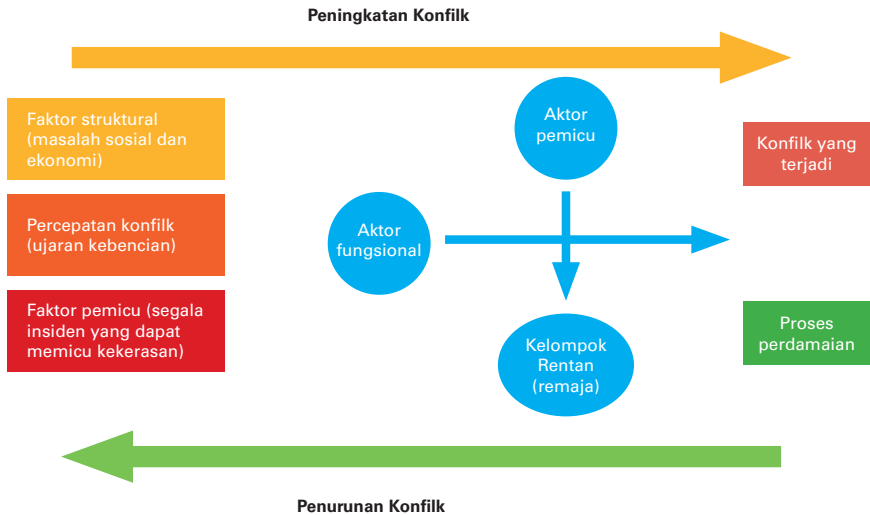 Peningkatan Konfilk
Faktor struktural
(masalah sosial dan
ekonomi)
Percepatan konfilk
(ujaran kebencian)
Faktor pemicu (segala
insiden yang dapat
memicu kekerasan)
Aktor
pemicu
Aktor
fungsional
Kelompok
Rentan
(remaja)
Konfilk yang
terjadi
Proses
perdamaian
Penurunan Konfilk